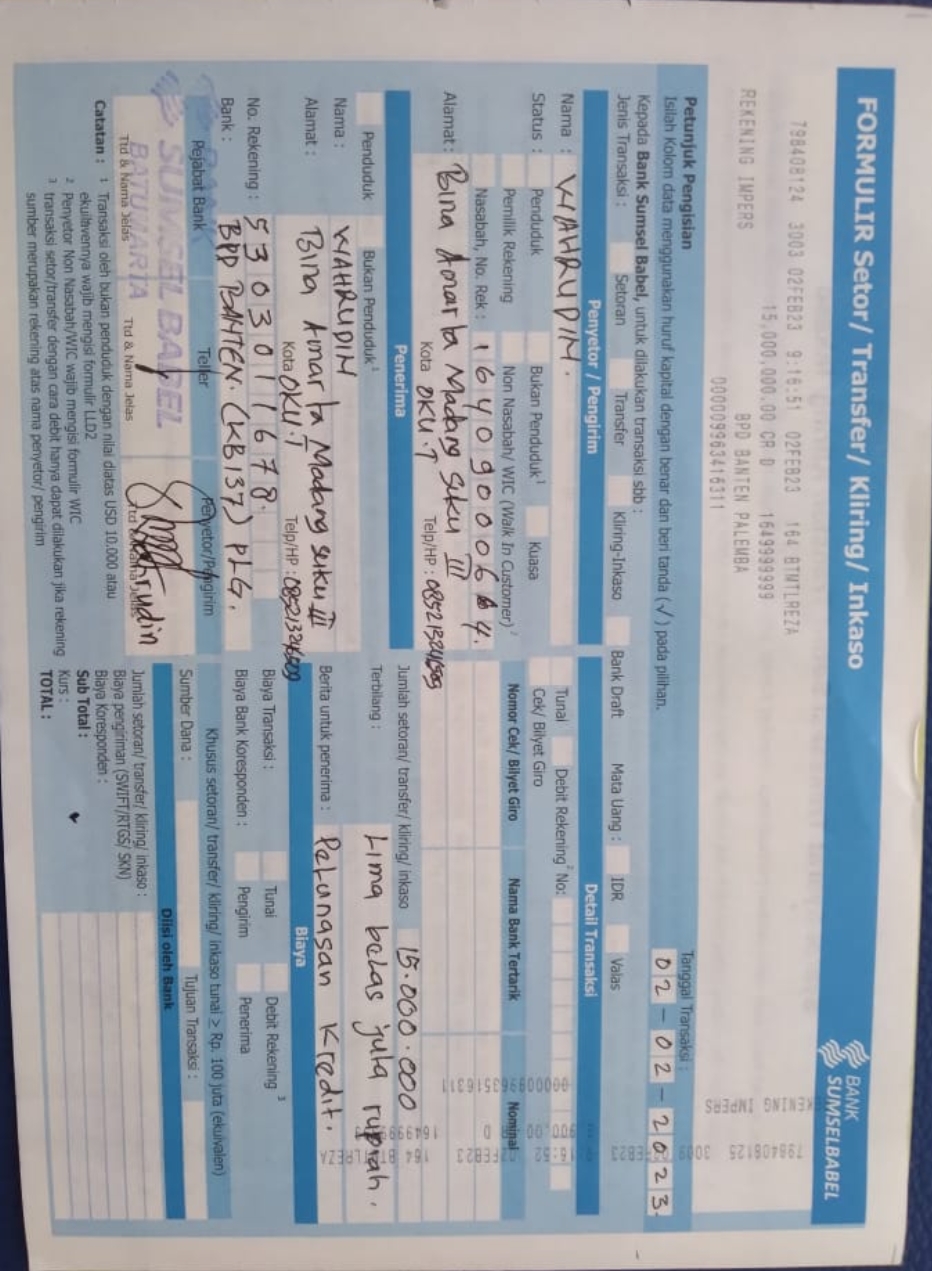 FORMULIR Setor/ Transfer/ Kliring/ Inkaso
BANK
SUMSELBABEL
798408124 3003 02FEB23 9:16:51 02FEB23 164 BTMTLREZA
15,000,000.00 CR D 1649999999
REKENING IMPERS BPD BANTEN PALEMBA
000009963416311
Petunjuk Pengisian
Isilah Kolom data menggunakan huruf kapital dengan benar dan beri tanda (√) pada pilihan.
Kepada Bank Sumsel Babel, untuk dilakukan transaksi sbb :
Tanggal Transaksi :
02-02-2023
Jenis Transaksi : Setoran Transfer Kliring-Inkaso Bank Draft Mata Uang : IDR Valas
Penyetor / Pengirim
Nama : WAHRUDIN.
Status : Penduduk Bukan Penduduk¹ Kuasa
Pemilik Rekening Non Nasabah/ WIC (Walk In Customer)²
Nasabah, No. Rek : 16409000664.
Alamat : Bina Amarta Madang Suku III
Kota OKU.T Telp/HP :
Penerima
Penduduk Bukan Penduduk¹
Nama : WAHRUDIN
Alamat : Bina Amarta Madang suku III
Kota OKU.T Telp/HP :
No. Rekening : 5303011678.
Bank : BPD BANTEN. (KB137) PLG.
Pejabat Bank Teller Penyetor/Pengirim
BANK
SUMSEL BABEL
BATUMARTA
Ttd & Nama Jelas Ttd & Nama Jelas Ttd & Nama Jelas
Wahrudin
Catatan : ¹ Transaksi oleh bukan penduduk dengan nilai diatas USD 10.000 atau
ekuilivennya wajib mengisi formulir LLD2
² Penyetor Non Nasabah/WIC wajib mengisi formulir WIC
³ transaksi setor/transfer dengan cara debit hanya dapat dilakukan jika rekening
sumber merupakan rekening atas nama penyetor/ pengirim
Detail Transaksi
Tunai Debit Rekening³ No:
Cek/ Bilyet Giro
Nomor Cek/ Bilyet Giro Nama Bank Tertarik Nominal
Jumlah setoran/ transfer/ kliring/ inkaso 15.000.000
Terbilang : Lima belas juta rupiah.
Berita untuk penerima : Pelunasan Kredit.
Biaya
Biaya Transaksi : Tunai Debit Rekening ³
Biaya Bank Koresponden : Pengirim Penerima
Khusus setoran/ transfer/ kliring/ inkaso tunai > Rp. 100 juta (ekuivalen)
Sumber Dana : Tujuan Transaksi :
Diisi oleh Bank
Jumlah setoran/ transfer/ kliring/ inkaso :
Biaya pengiriman (SWIFT/RTGS/ SKN)
Biaya Koresponden :
Sub Total :
Kurs :
TOTAL :